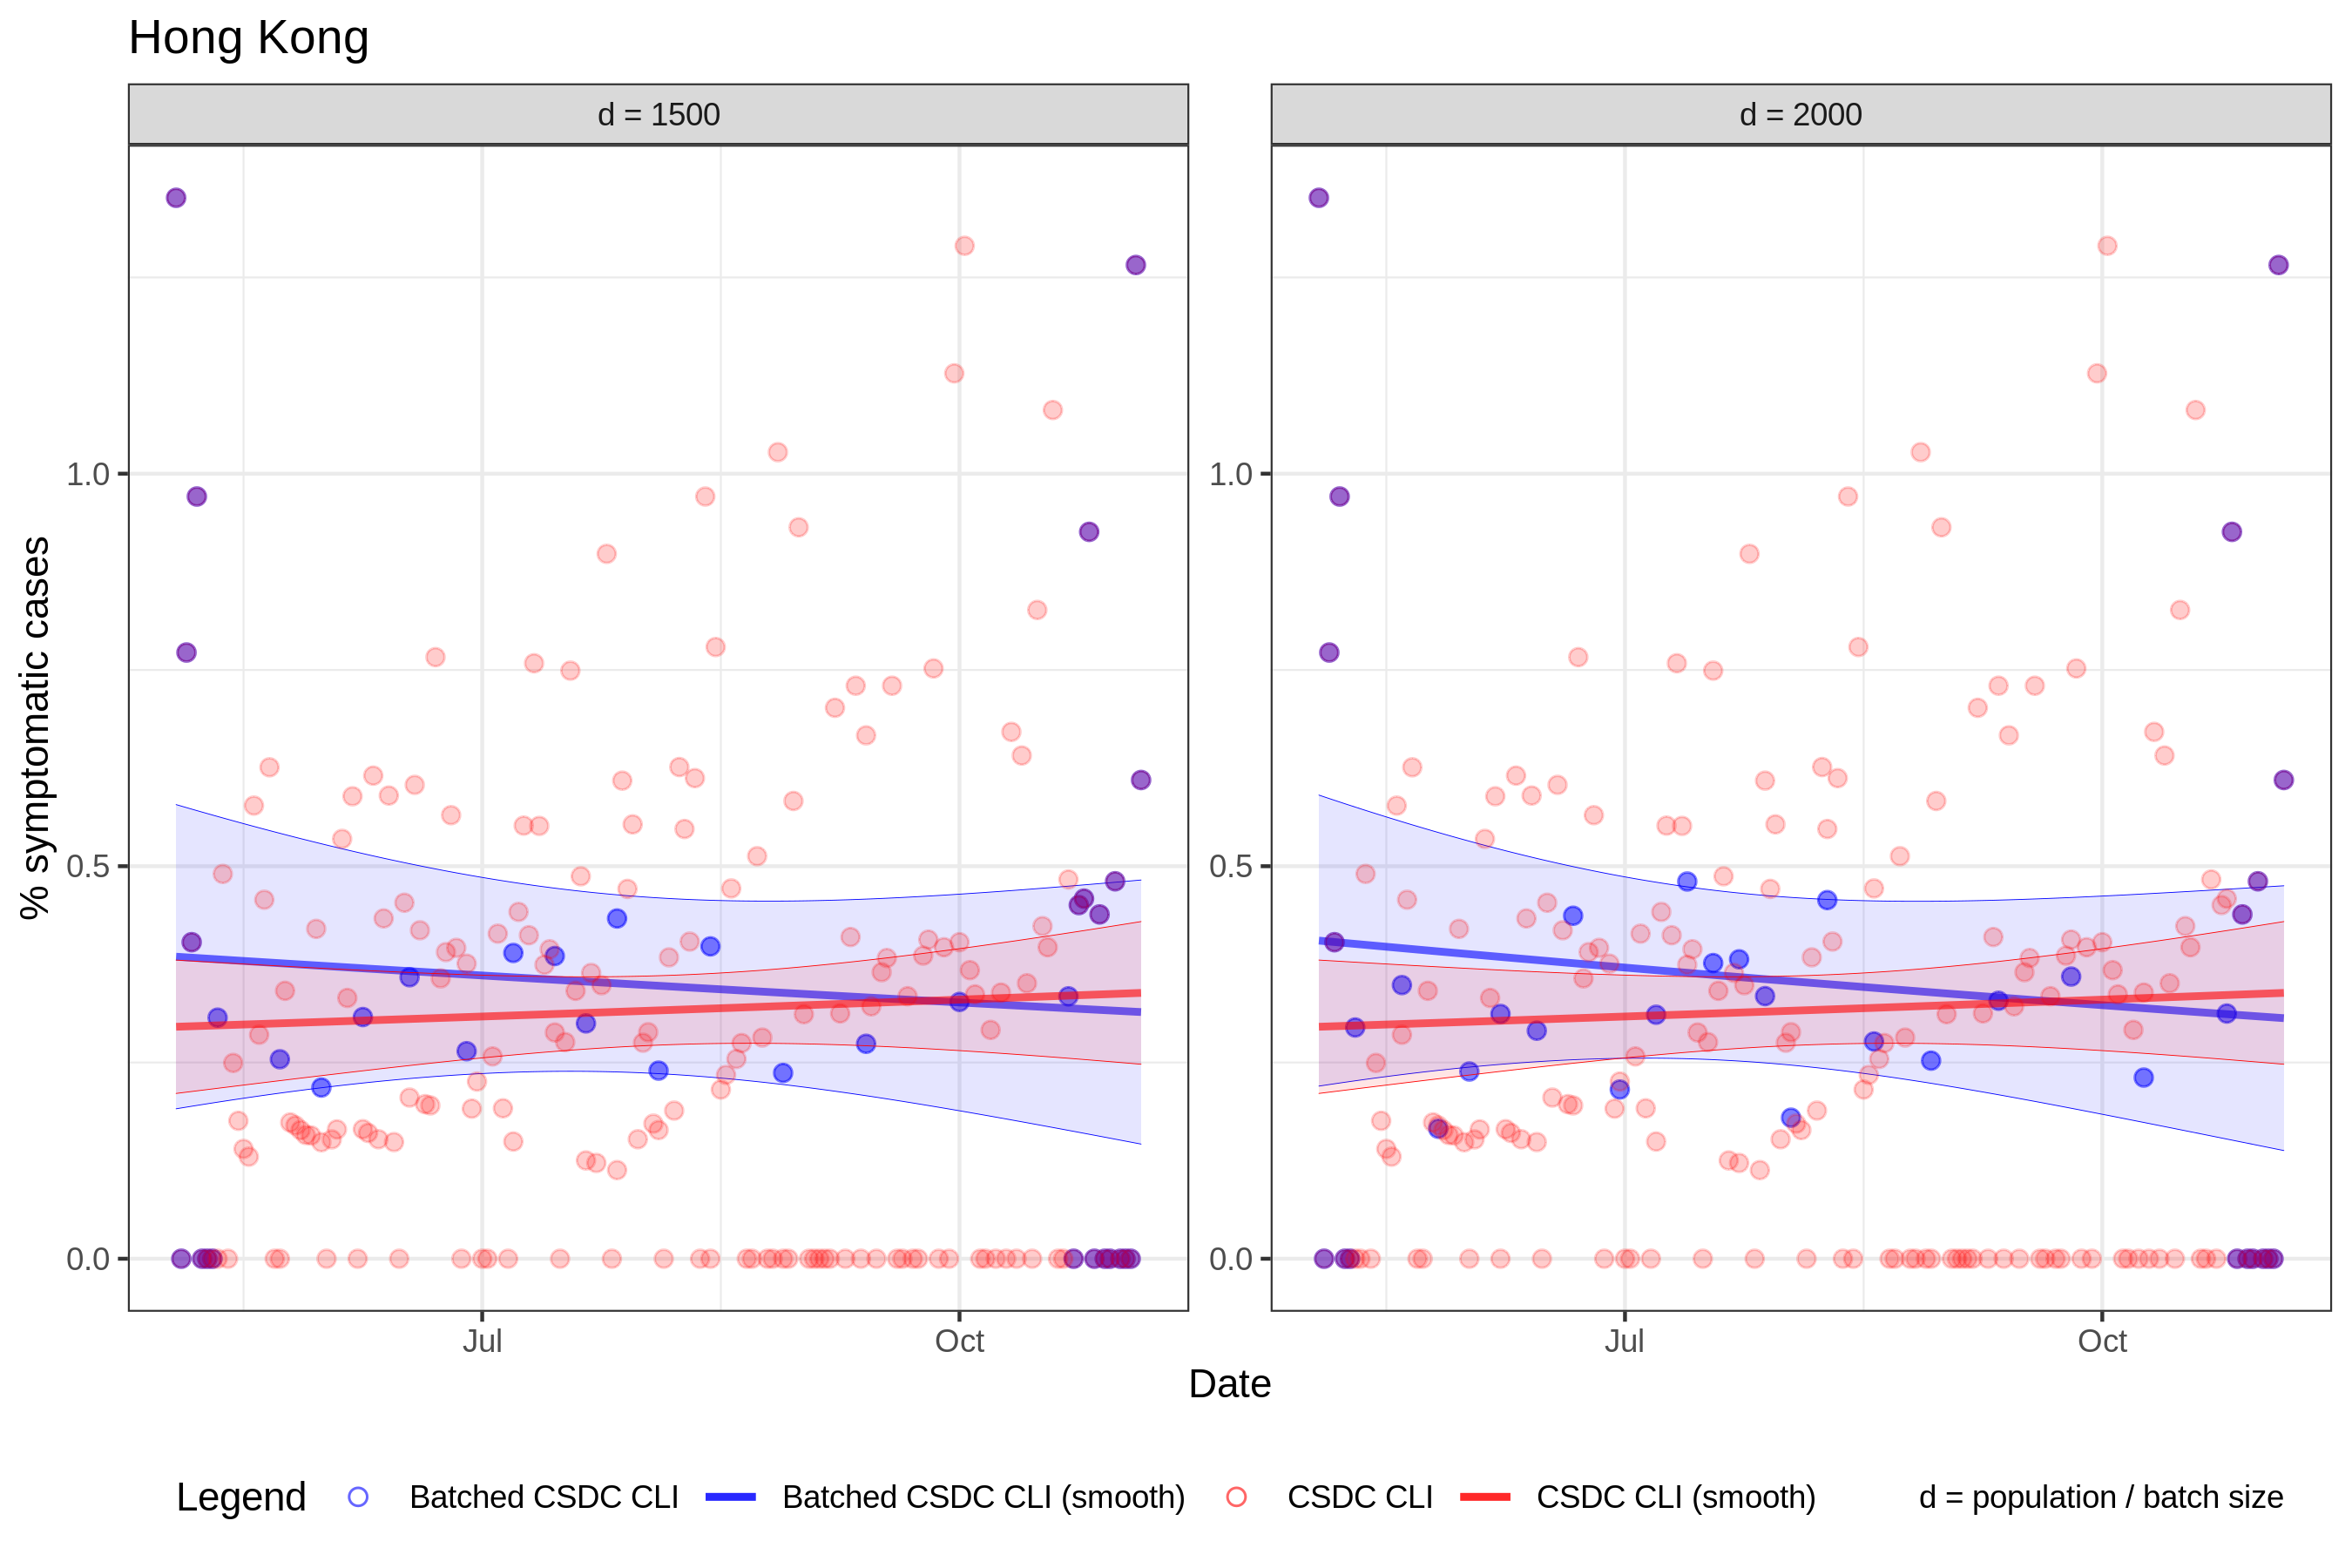 Hong Kong
d = 1500
d = 2000
% symptomatic cases
1.0
0.5
0.0
1.0
0.5
0.0
Jul
Oct
Jul
Oct
Date
Legend
Batched CSDC CLI
Batched CSDC CLI (smooth)
CSDC CLI
CSDC CLI (smooth)
d = population / batch size